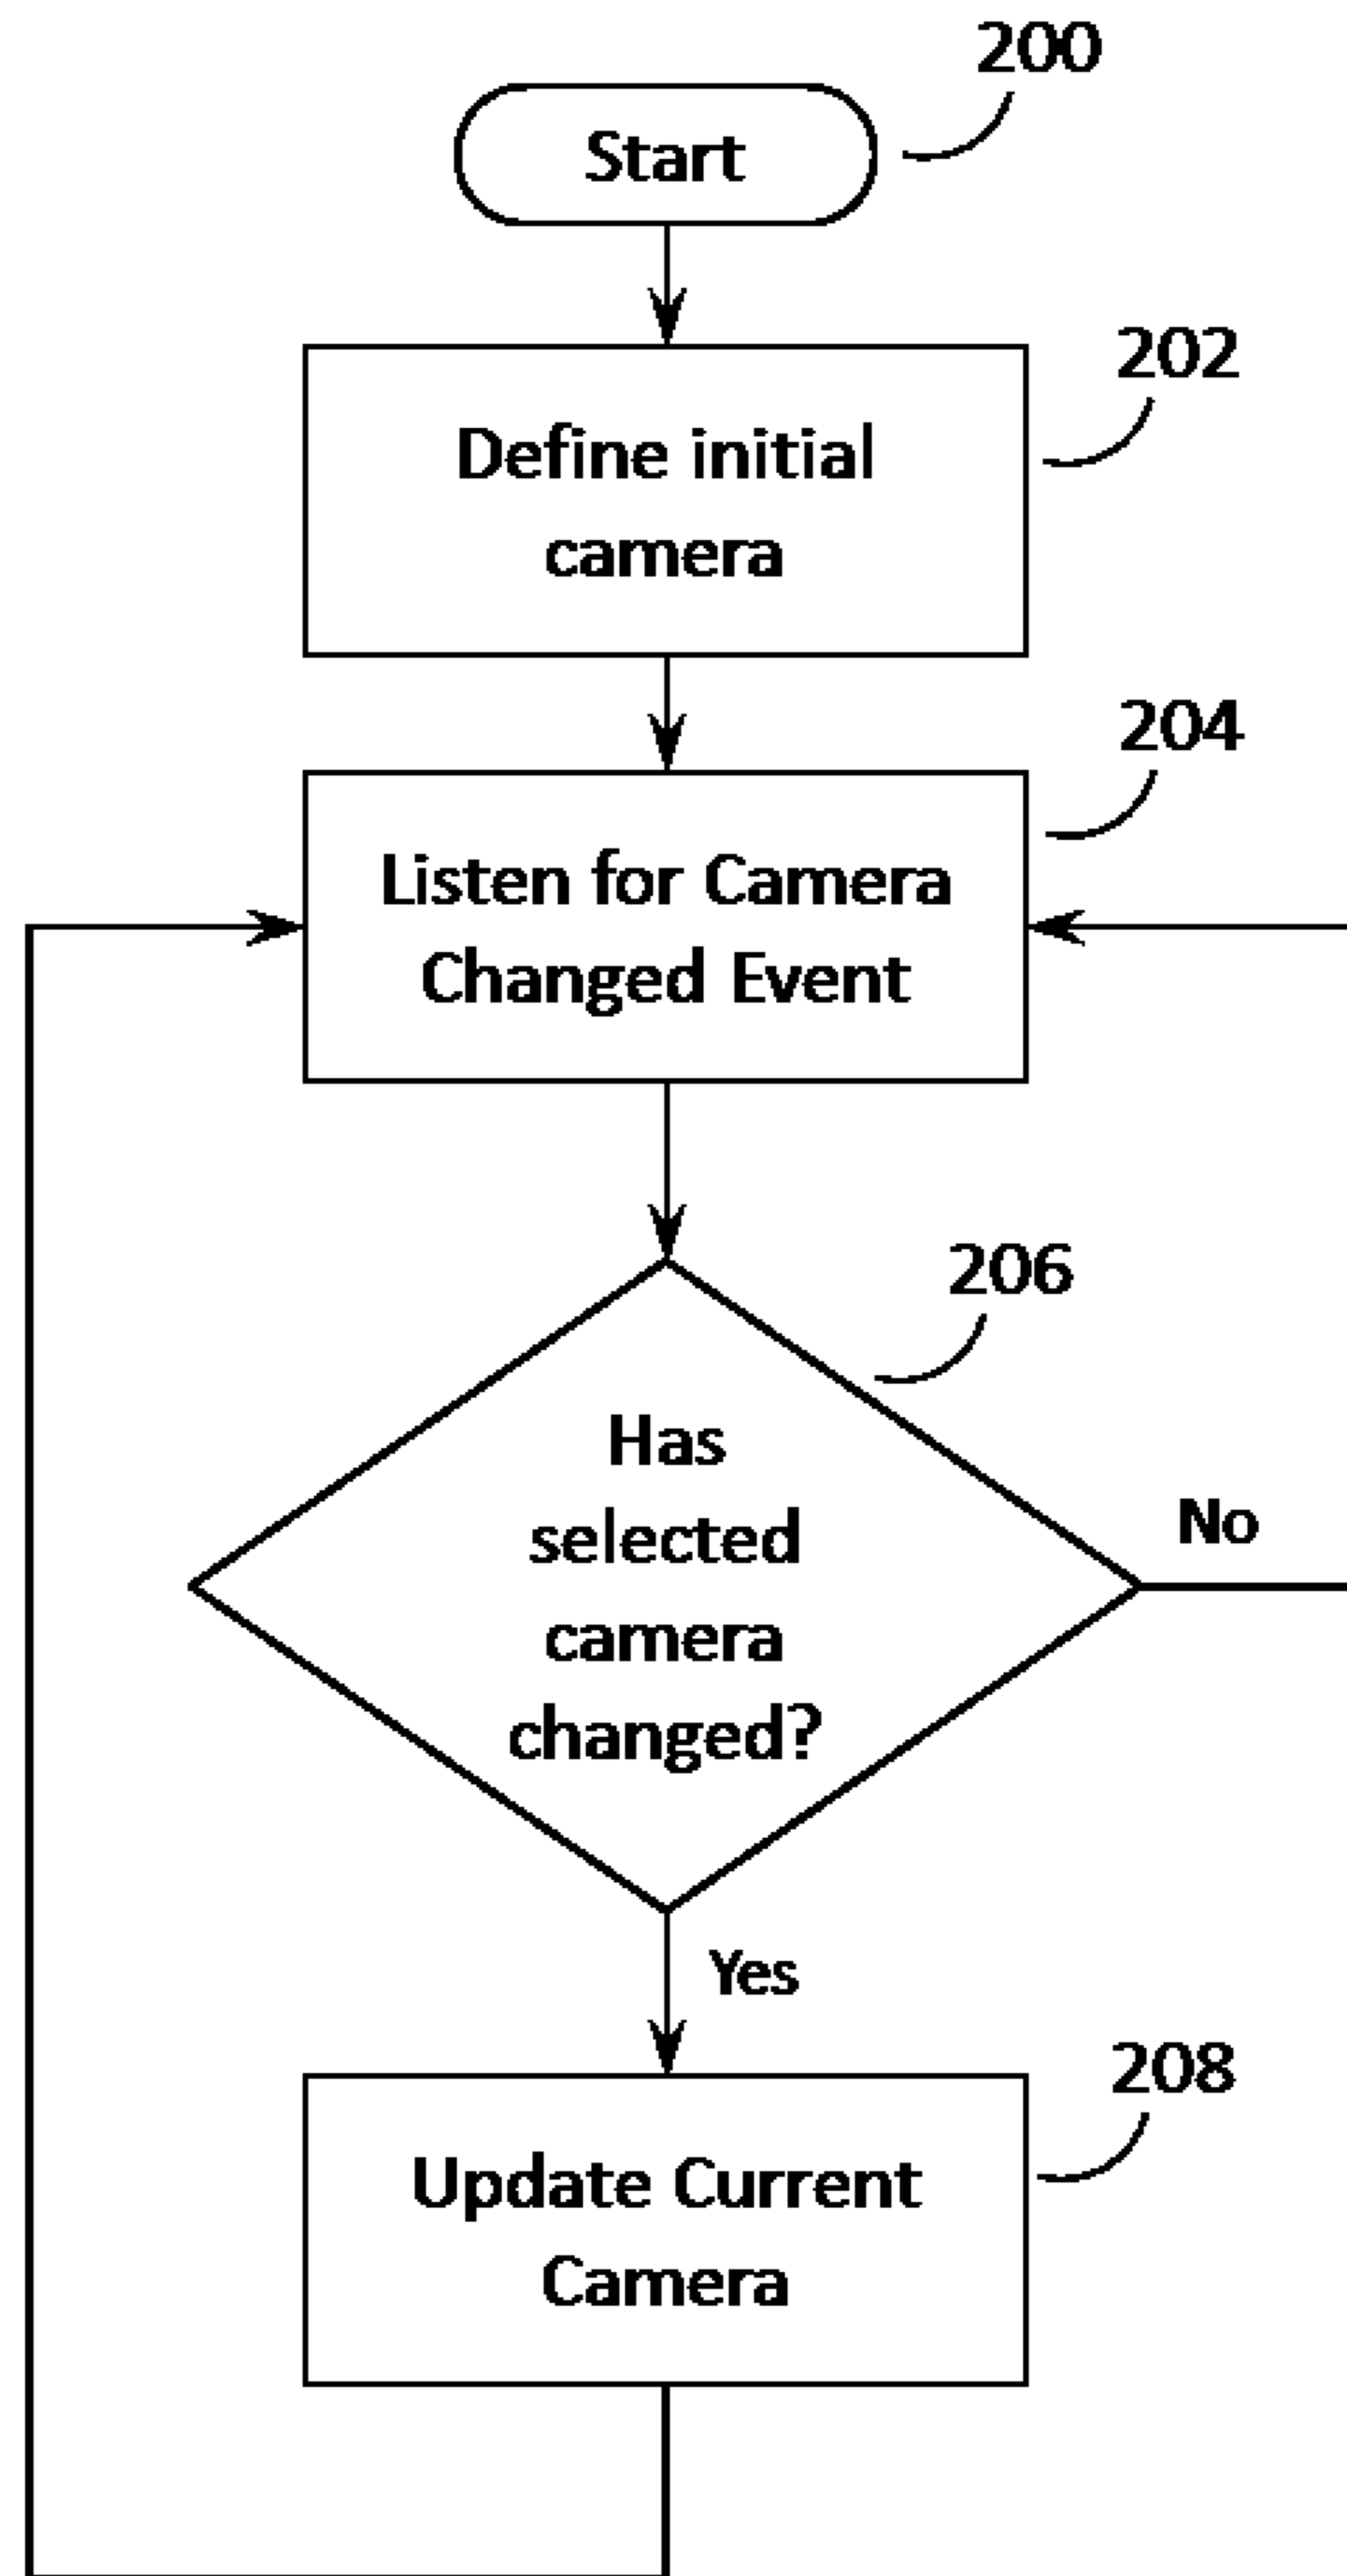 200
Start
202
Define initial
camera
204
Listen for Camera
Changed Event
206
Has
selected
camera
changed?
No
Yes
208
Update Current
Camera